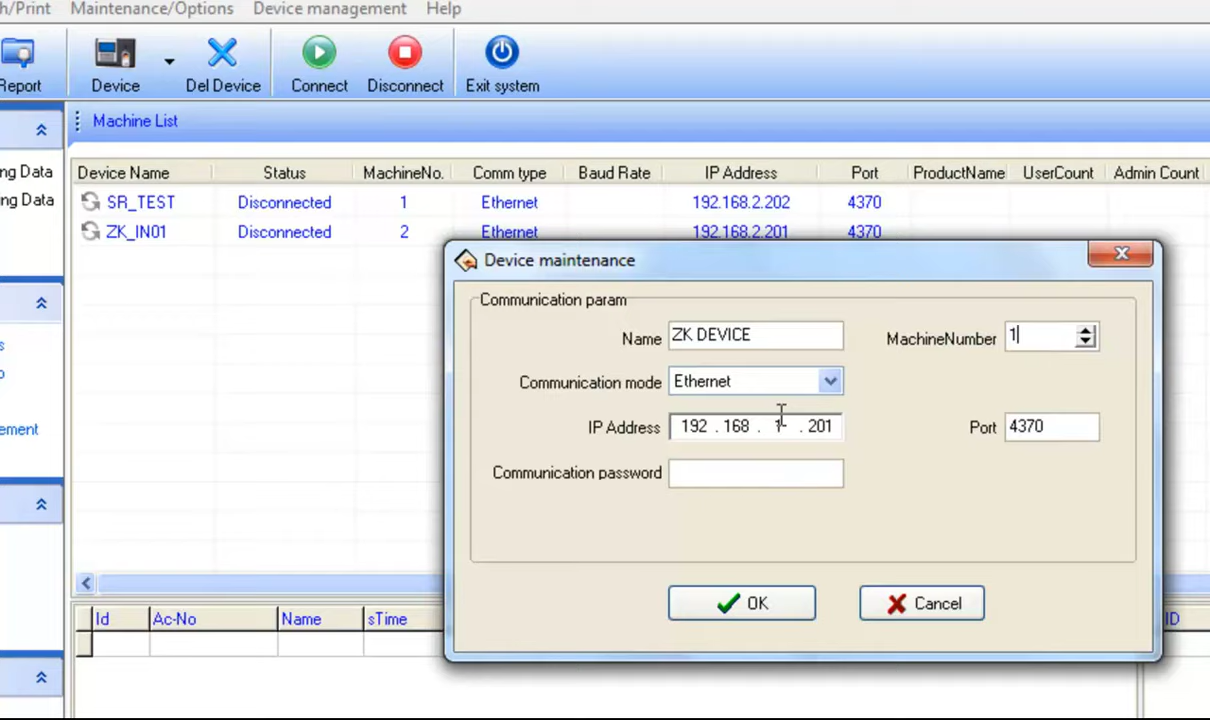 h/Print Maintenance/Options Device management Help
Report Device Del Device Connect Disconnect Exit system
Machine List
ng Data
ng Data
Device Name Status MachineNo. Comm type Baud Rate IP Address Port ProductName UserCount Admin Count
SR_TEST Disconnected 1 Ethernet 192.168.2.202 4370
ZK_IN01 Disconnected 2 Ethernet 192.168.2.201 4370
Device maintenance
Communication param
Name ZK DEVICE MachineNumber 1
Communication mode Ethernet
IP Address 192 . 168 . 1 . 201 Port 4370
Communication password
OK Cancel
s
o
ement
Id Ac-No Name sTime ID